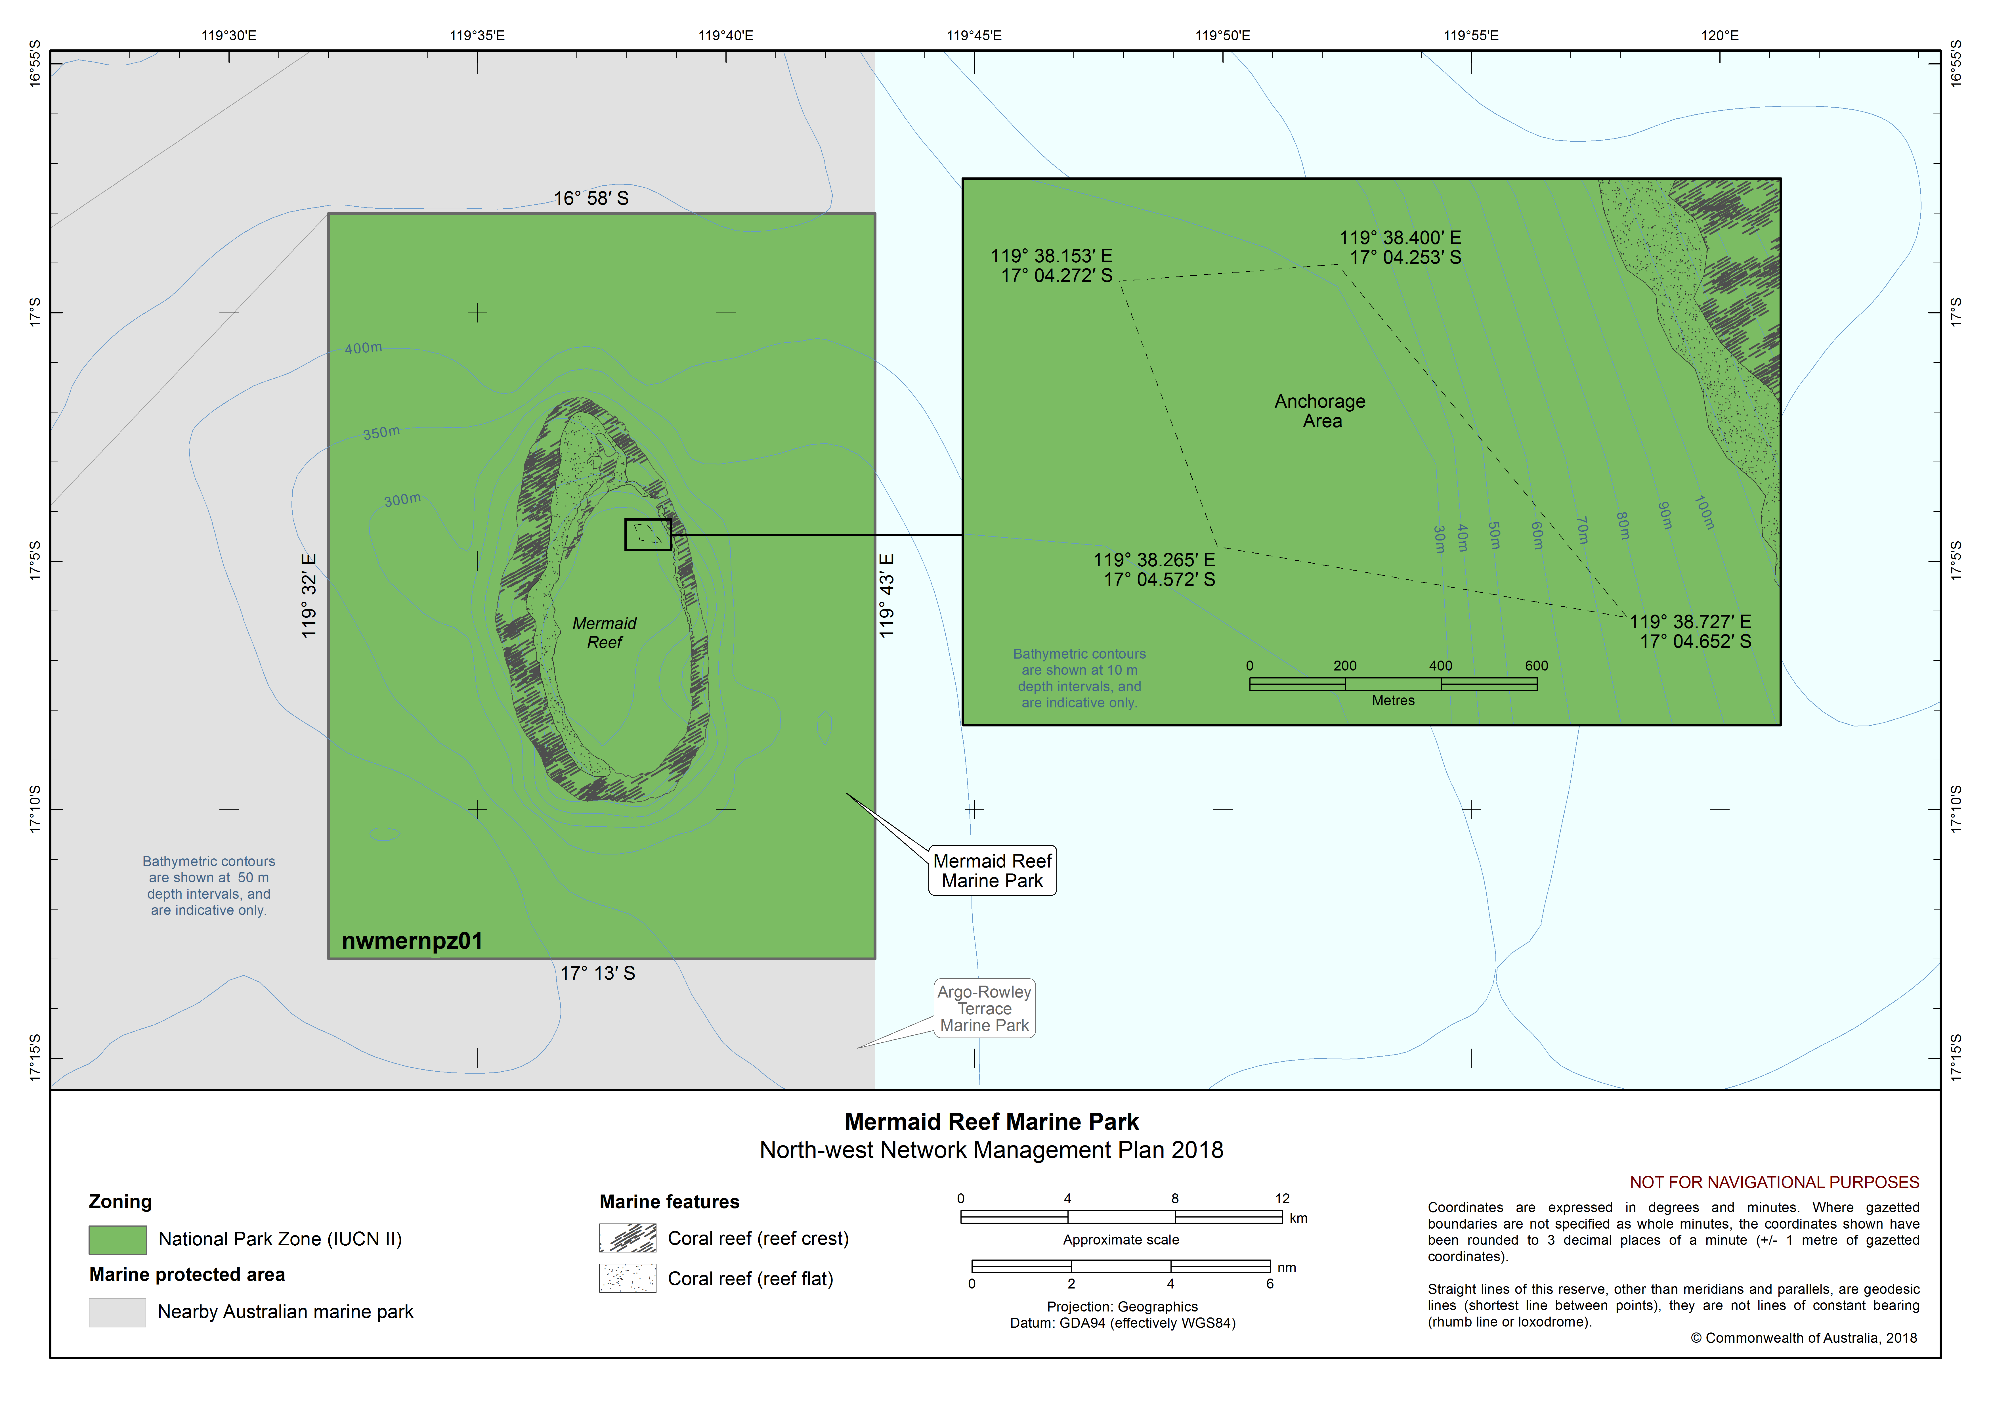 119°30'E
119°35'E
119°40'E
119°45'E
119°50'E
119°55'E
120°E
16°55'S
16°55'S
17°S
17°S
17°5'S
17°5'S
17°10'S
17°10'S
17°15'S
17°15'S
16° 58′ S
119° 32′ E
119° 43′ E
17° 13′ S
400m
350m
300m
Mermaid
Reef
nwmernpz01
Bathymetric contours
are shown at 50 m
depth intervals, and
are indicative only.
119° 38.153′ E
17° 04.272′ S
119° 38.400′ E
17° 04.253′ S
Anchorage
Area
119° 38.265′ E
17° 04.572′ S
119° 38.727′ E
17° 04.652′ S
30m
40m
50m
60m
70m
80m
90m
100m
Bathymetric contours
are shown at 10 m
depth intervals, and
are indicative only.
0 200 400 600
Metres
Mermaid Reef
Marine Park
Argo-Rowley
Terrace
Marine Park
Mermaid Reef Marine Park
North-west Network Management Plan 2018
Zoning
National Park Zone (IUCN II)
Marine protected area
Nearby Australian marine park
Marine features
Coral reef (reef crest)
Coral reef (reef flat)
0 4 8 12
km
Approximate scale
nm
0 2 4 6
Projection: Geographics
Datum: GDA94 (effectively WGS84)
NOT FOR NAVIGATIONAL PURPOSES
Coordinates are expressed in degrees and minutes. Where gazetted
boundaries are not specified as whole minutes, the coordinates shown have
been rounded to 3 decimal places of a minute (+/- 1 metre of gazetted
coordinates).
Straight lines of this reserve, other than meridians and parallels, are geodesic
lines (shortest line between points), they are not lines of constant bearing
(rhumb line or loxodrome).
© Commonwealth of Australia, 2018